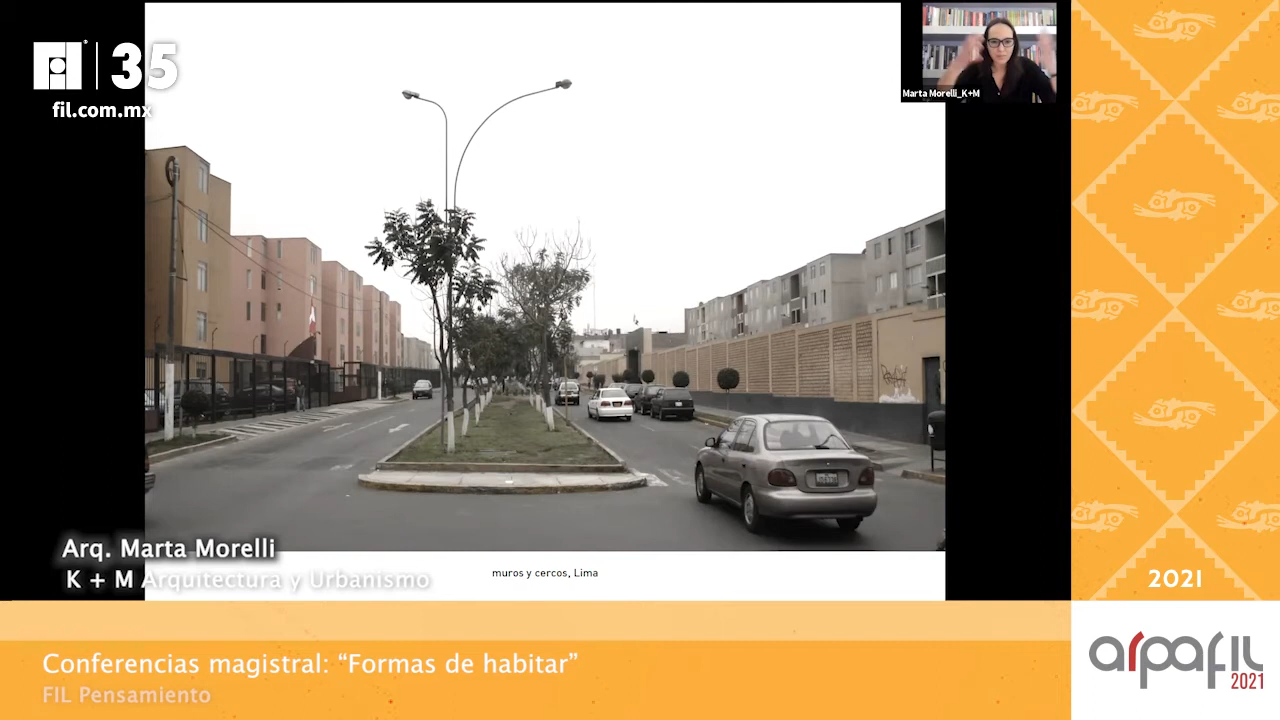 FIL 35
fil.com.mx
Marta Morelli_K+M
Arq. Marta Morelli
K + M Arquitectura y Urbanismo
muros y cercos, Lima
2021
Conferencias magistral: “Formas de habitar”
FIL Pensamiento
arpafil
2021